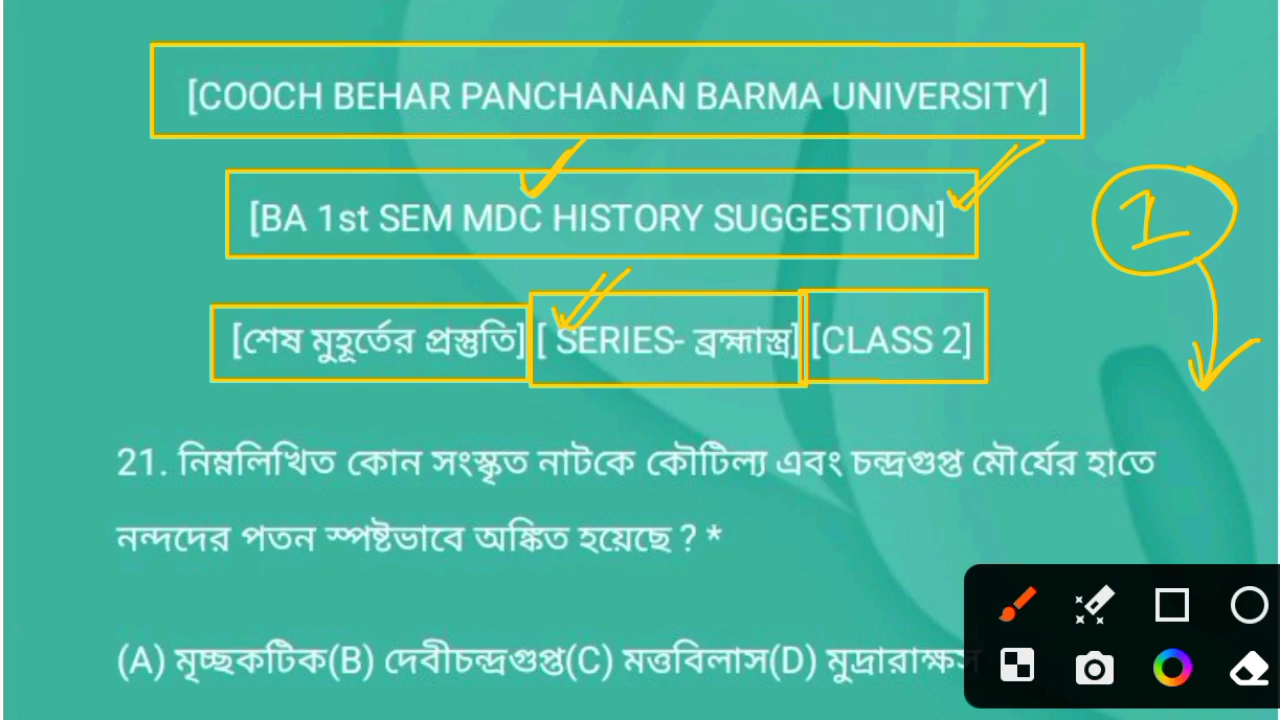 [COOCH BEHAR PANCHANAN BARMA UNIVERSITY]
[BA 1st SEM MDC HISTORY SUGGESTION]
1
[শেষ মুহূর্তের প্রস্তুতি] [ SERIES- ব্রহ্মাস্ত্র] [CLASS 2]
21. নিম্নলিখিত কোন সংস্কৃত নাটকে কৌটিল্য এবং চন্দ্রগুপ্ত মৌর্যের হাতে
নন্দদের পতন স্পষ্টভাবে অঙ্কিত হয়েছে ? *
(A) মৃচ্ছকটিক(B) দেবীচন্দ্রগুপ্ত(C) মত্তবিলাস(D) মুদ্রারাক্ষস